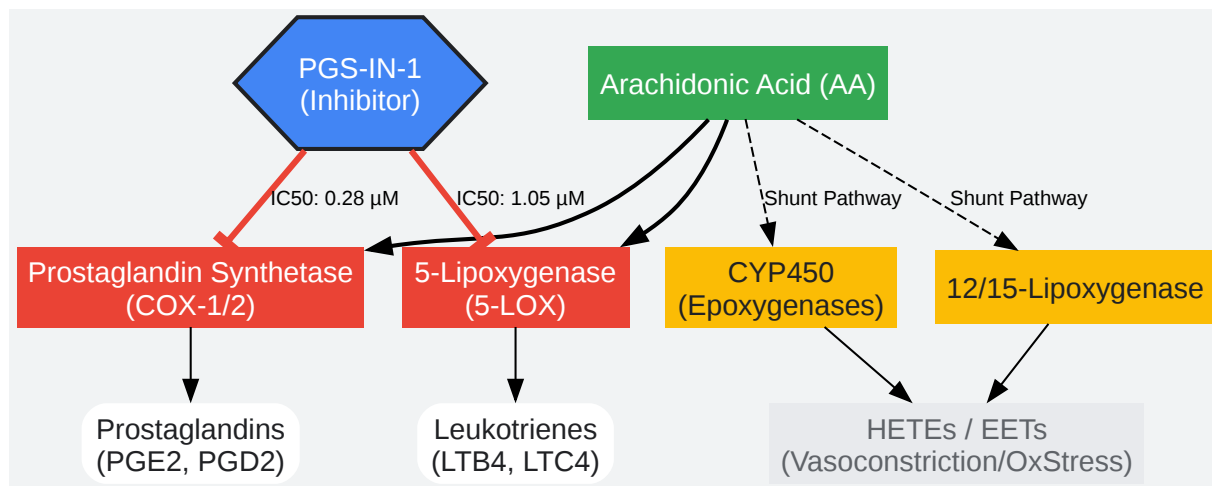 PGS-IN-1
(Inhibitor)
Arachidonic Acid (AA)
IC50: 0.28 µM
IC50: 1.05 µM
Shunt Pathway
Shunt Pathway
Prostaglandin Synthetase
(COX-1/2)
5-Lipoxygenase
(5-LOX)
CYP450
(Epoxygenases)
12/15-Lipoxygenase
Prostaglandins
(PGE2, PGD2)
Leukotrienes
(LTB4, LTC4)
HETEs / EETs
(Vasoconstriction/OxStress)